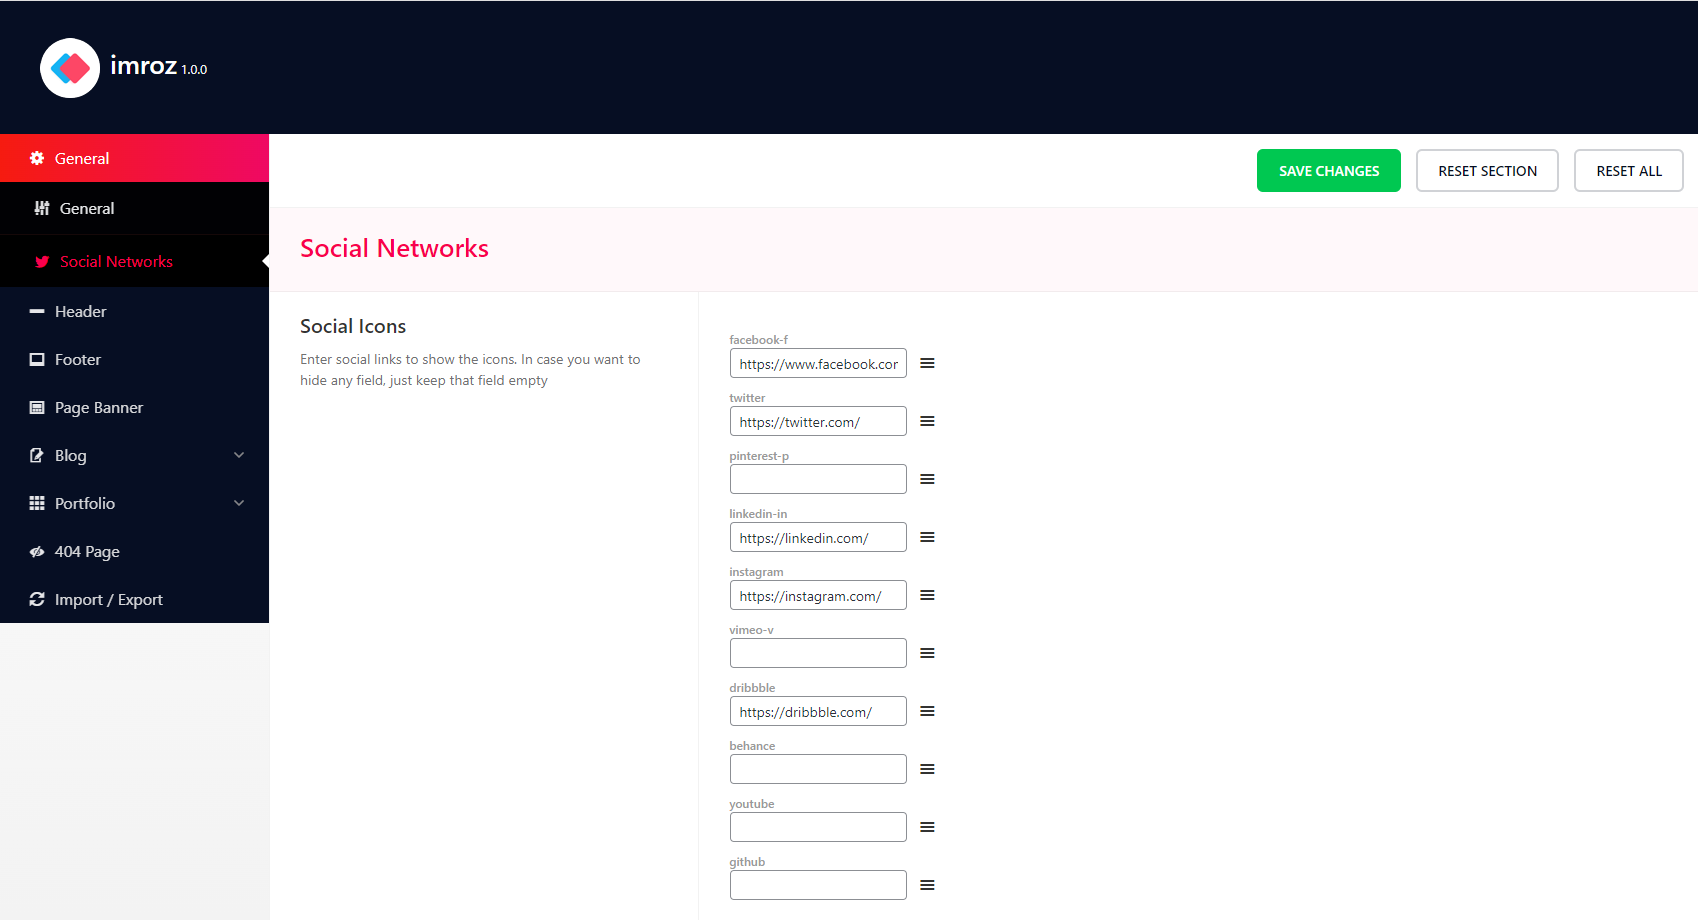 imroz 1.0.0
General
General
Social Networks
Header
Footer
Page Banner
Blog
Portfolio
404 Page
Import / Export
SAVE CHANGES
RESET SECTION
RESET ALL
Social Networks
Social Icons
Enter social links to show the icons. In case you want to
hide any field, just keep that field empty
facebook-f
https://www.facebook.cor
twitter
https://twitter.com/
pinterest-p
linkedin-in
https://linkedin.com/
instagram
https://instagram.com/
vimeo-v
dribbble
https://dribbble.com/
behance
youtube
github